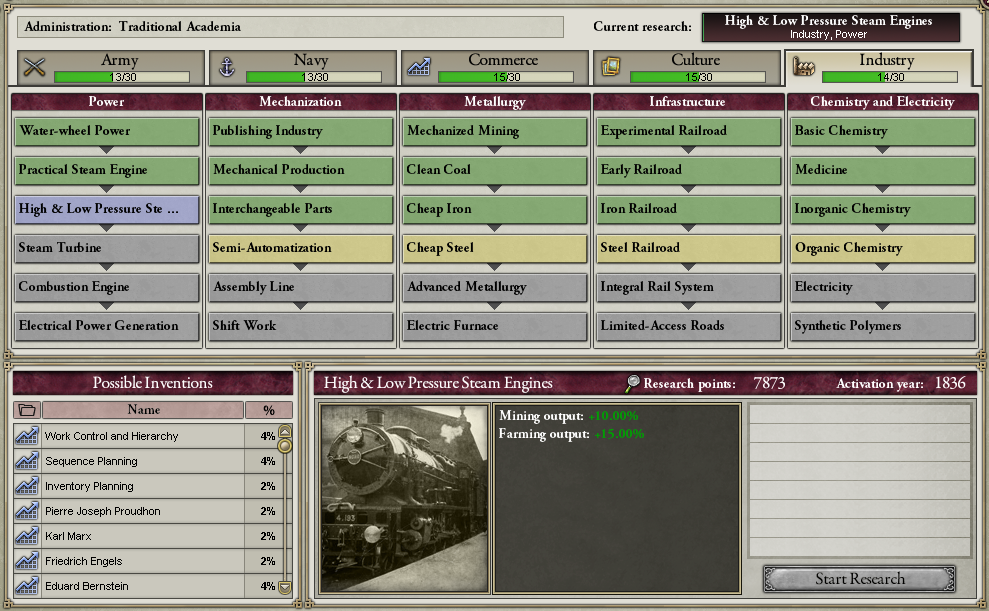 Administration: Traditional Academia
Current research:
High & Low Pressure Steam Engines
Industry, Power
Army
13/30
Navy
13/30
Commerce
15/30
Culture
15/30
Industry
14/30
Power
Mechanization
Metallurgy
Infrastructure
Chemistry and Electricity
Water-wheel Power
Publishing Industry
Mechanized Mining
Experimental Railroad
Basic Chemistry
Practical Steam Engine
Mechanical Production
Clean Coal
Early Railroad
Medicine
High & Low Pressure Ste ...
Interchangeable Parts
Cheap Iron
Iron Railroad
Inorganic Chemistry
Steam Turbine
Semi-Automatization
Cheap Steel
Steel Railroad
Organic Chemistry
Combustion Engine
Assembly Line
Advanced Metallurgy
Integral Rail System
Electricity
Electrical Power Generation
Shift Work
Electric Furnace
Limited-Access Roads
Synthetic Polymers
Possible Inventions
Name %
Work Control and Hierarchy 4%
Sequence Planning 4%
Inventory Planning 2%
Pierre Joseph Proudhon 2%
Karl Marx 2%
Friedrich Engels 2%
Eduard Bernstein 4%
High & Low Pressure Steam Engines
Research points: 7873
Activation year: 1836
4.193
Mining output: +10.00%
Farming output: +15.00%
Start Research